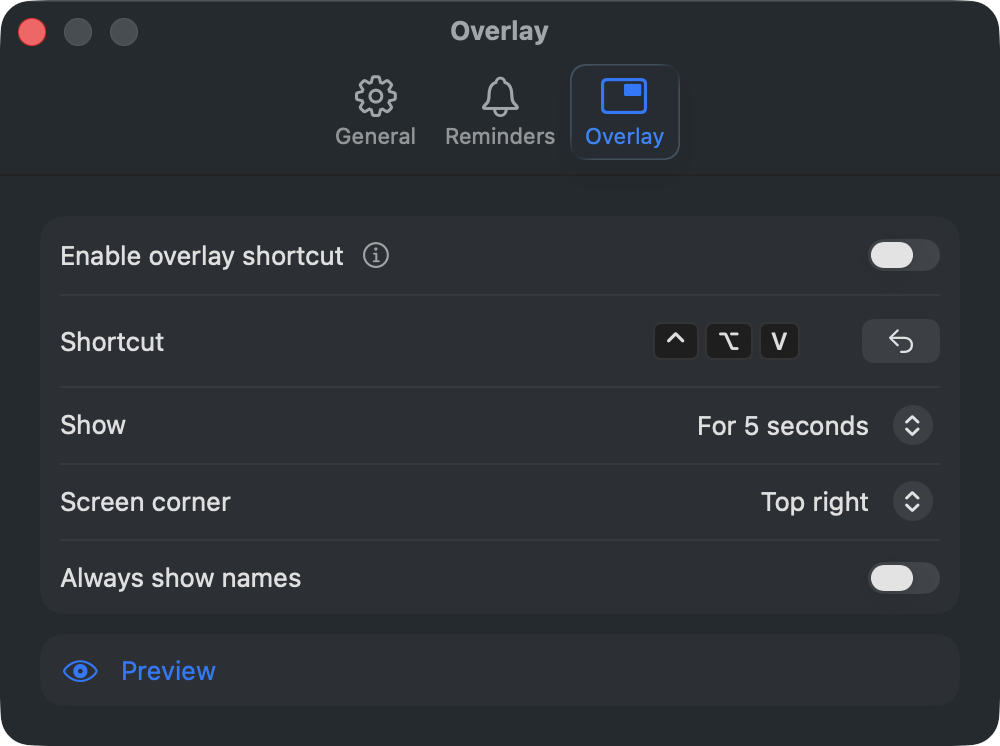 Overlay
General Reminders Overlay
Enable overlay shortcut
Shortcut ^ ⌥ V
Show For 5 seconds
Screen corner Top right
Always show names
Preview